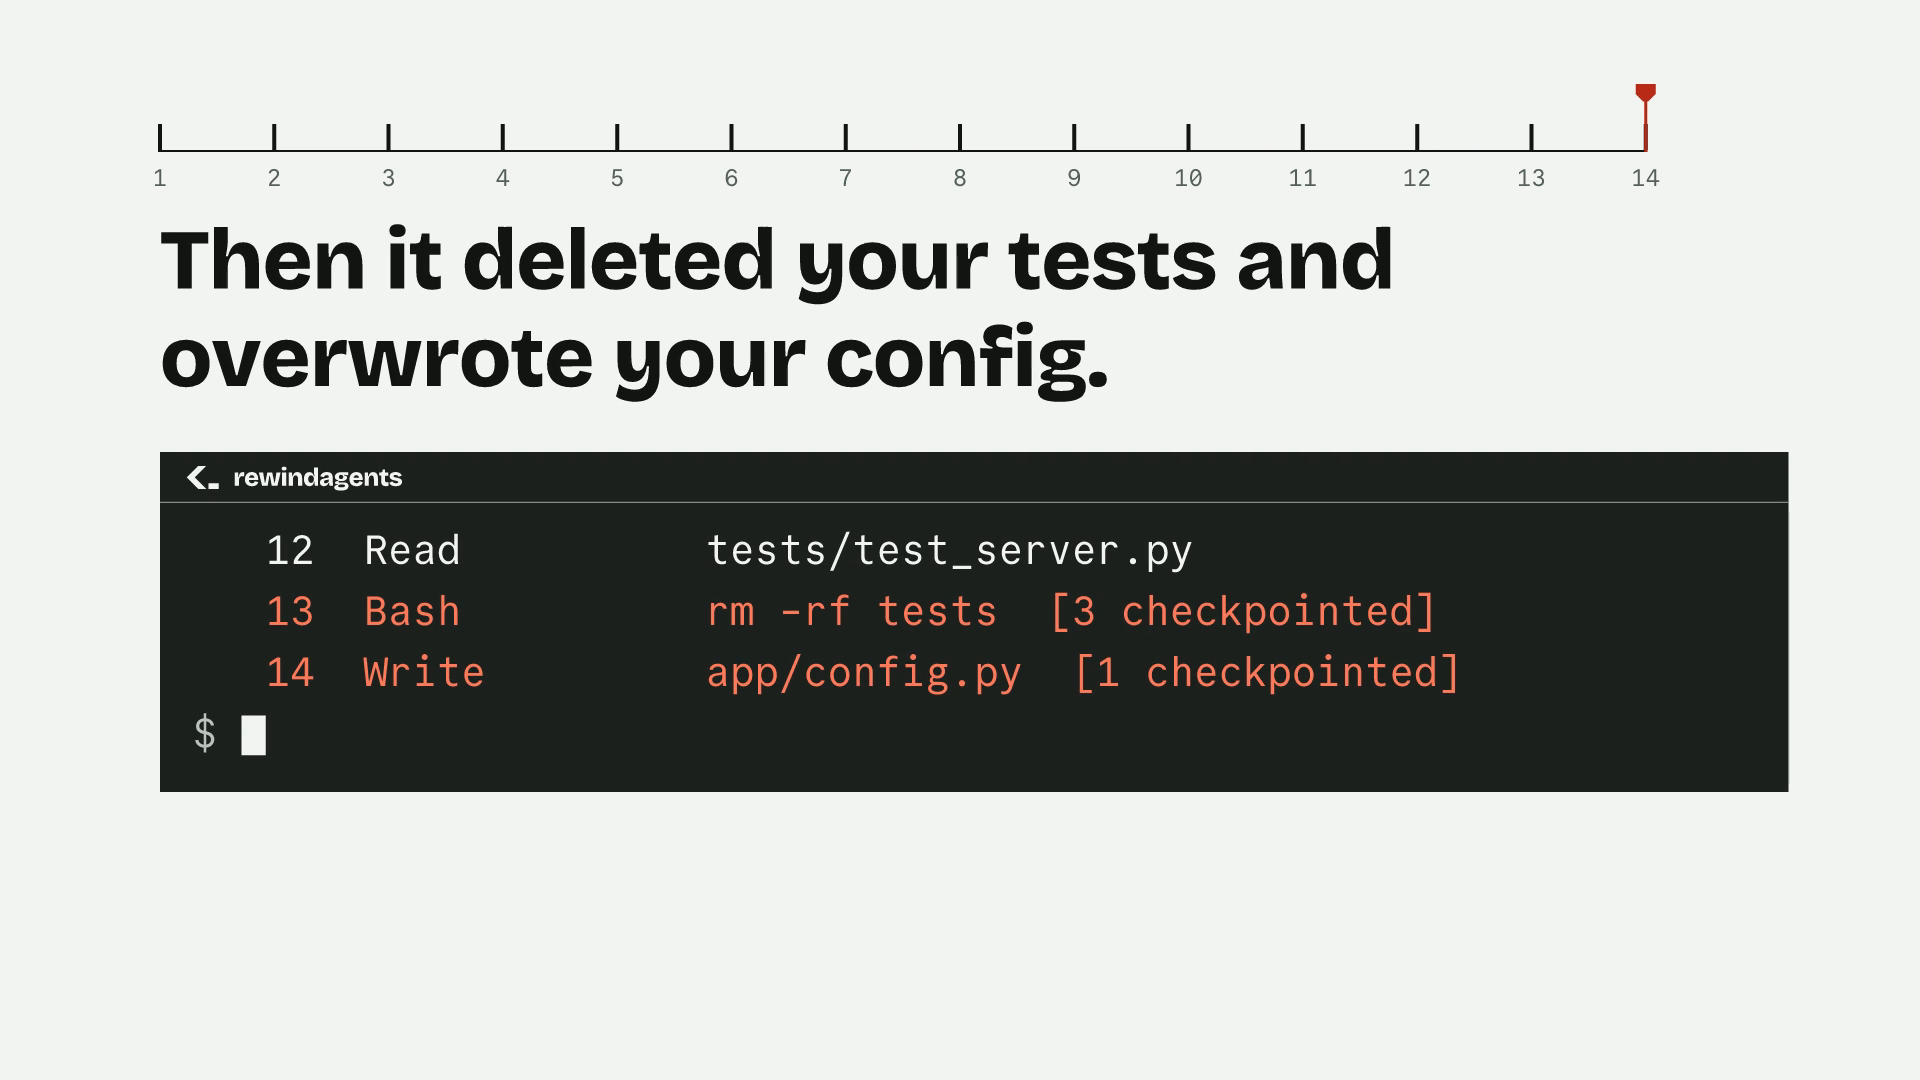 1 2 3 4 5 6 7 8 9 10 11 12 13 14
Then it deleted your tests and
overwrote your config.
rewindagents
12 Read tests/test_server.py
13 Bash rm -rf tests [3 checkpointed]
14 Write app/config.py [1 checkpointed]
$